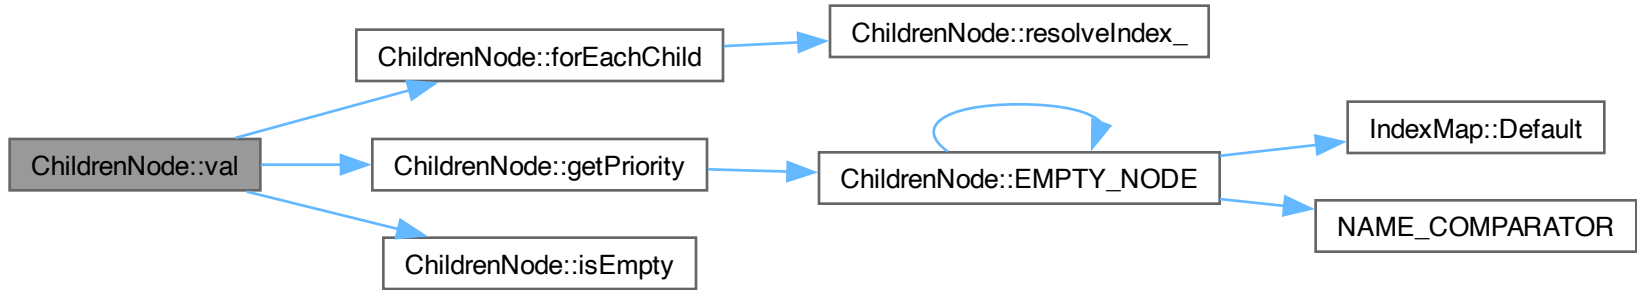 ChildrenNode::val
ChildrenNode::forEachChild
ChildrenNode::resolveIndex_
ChildrenNode::getPriority
ChildrenNode::EMPTY_NODE
IndexMap::Default
NAME_COMPARATOR
ChildrenNode::isEmpty